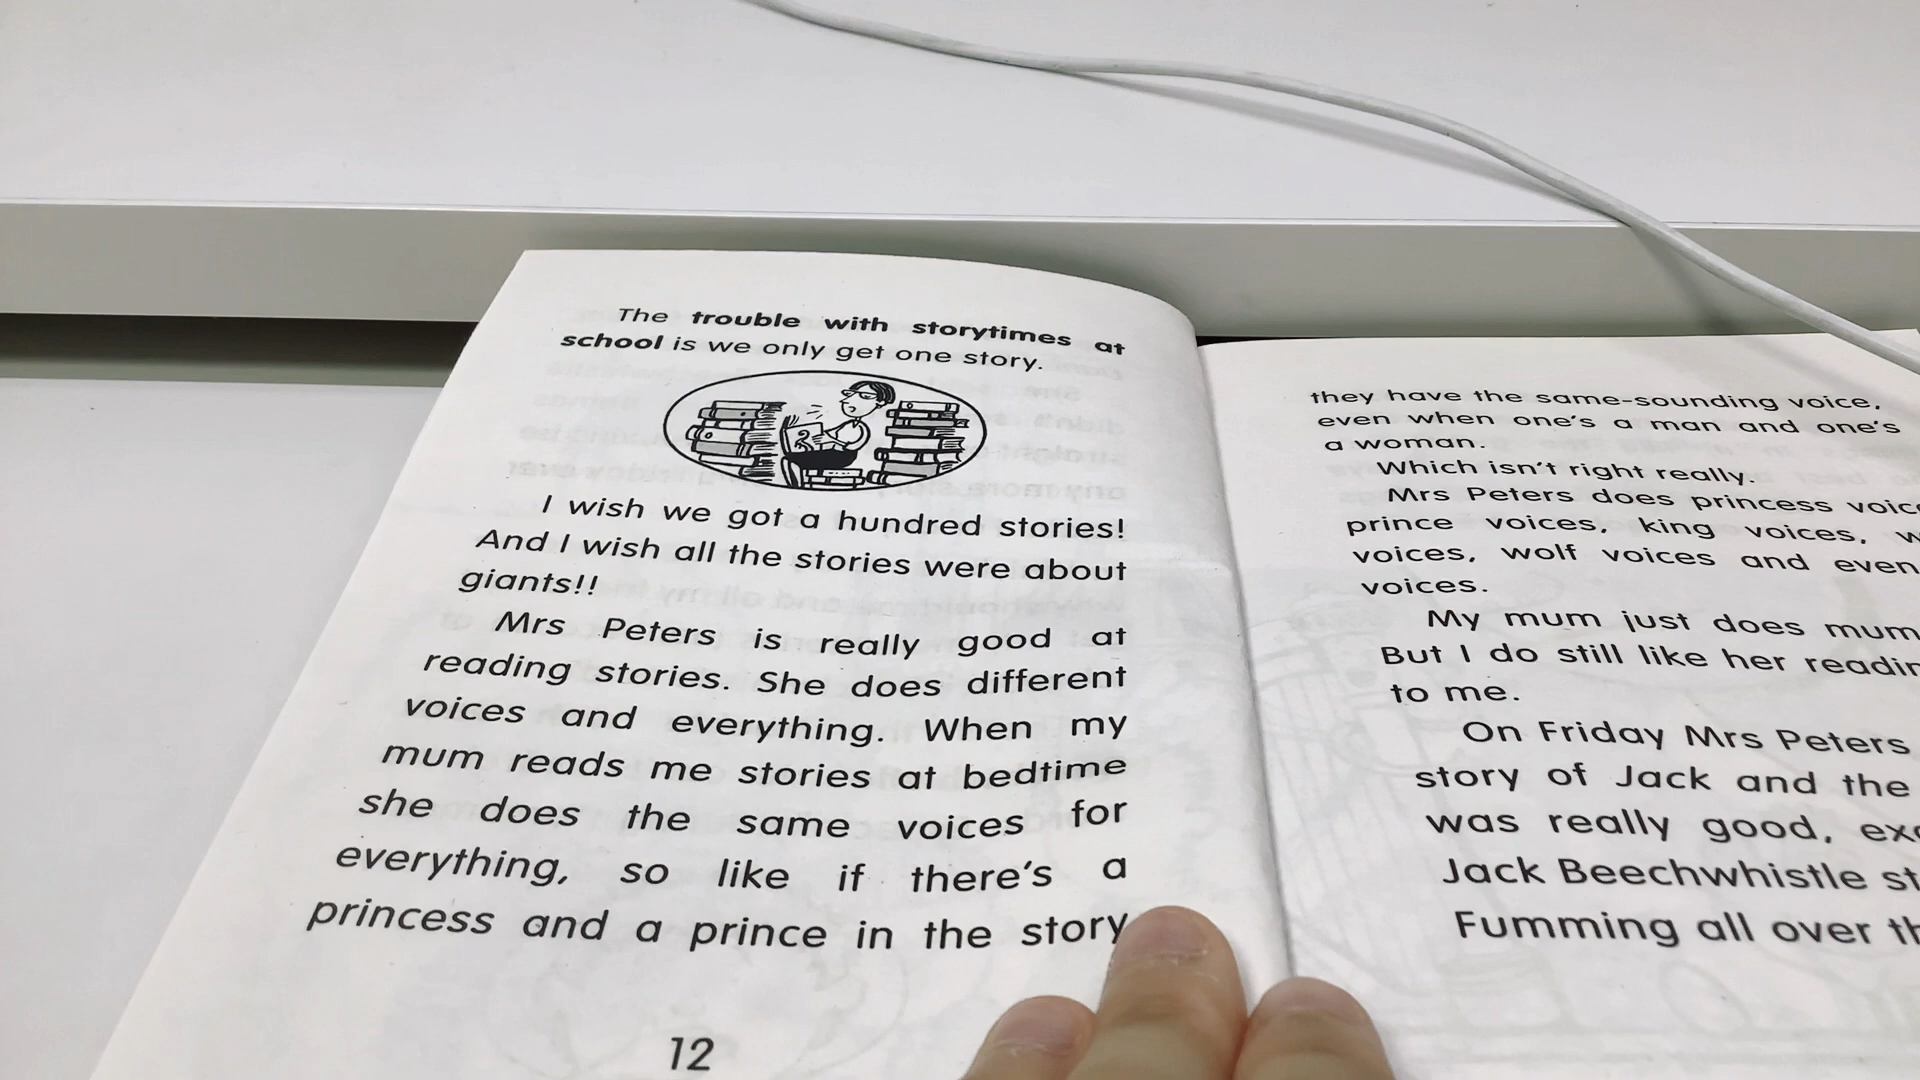 The trouble with storytimes at
school is we only get one story.
I wish we got a hundred stories!
And I wish all the stories were about
giants!!
Mrs Peters is really good at
reading stories. She does different
voices and everything. When my
mum reads me stories at bedtime
she does the same voices for
everything, so like if there's a
princess and a prince in the story
12
they have the same-sounding voice,
even when one's a man and one's
a woman.
Which isn't right really.
Mrs Peters does princess
prince voices, king voices,
voices, wolf voices and even
voices.
My mum just does mum
But I do still like her
to me.
On Friday Mrs Peters
story of Jack and the
was really good,
Jack Beechwhistle
Fumming all over